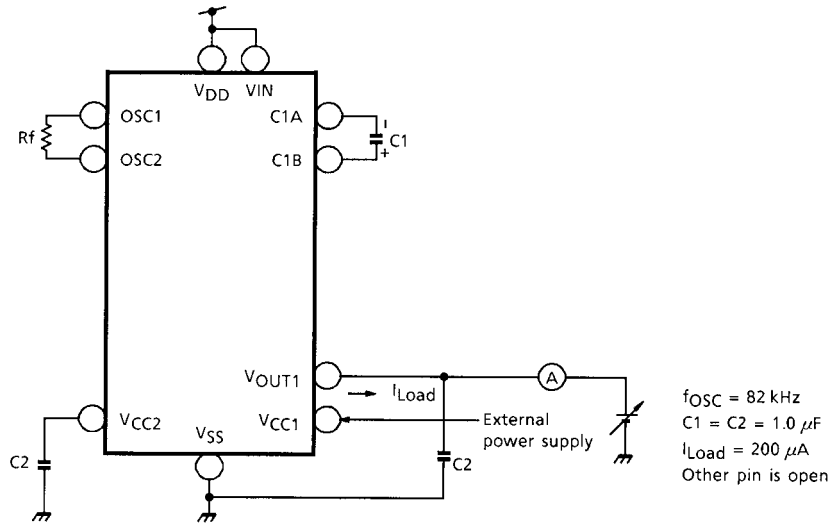 VDD VIN
OSC1 C1A
Rf C1
OSC2 C1B
+
VOUT1
A
ILoad
VCC2 VCC1
External
power supply
VSS
C2 C2
fOSC = 82 kHz
C1 = C2 = 1.0 μF
ILoad = 200 μA
Other pin is open